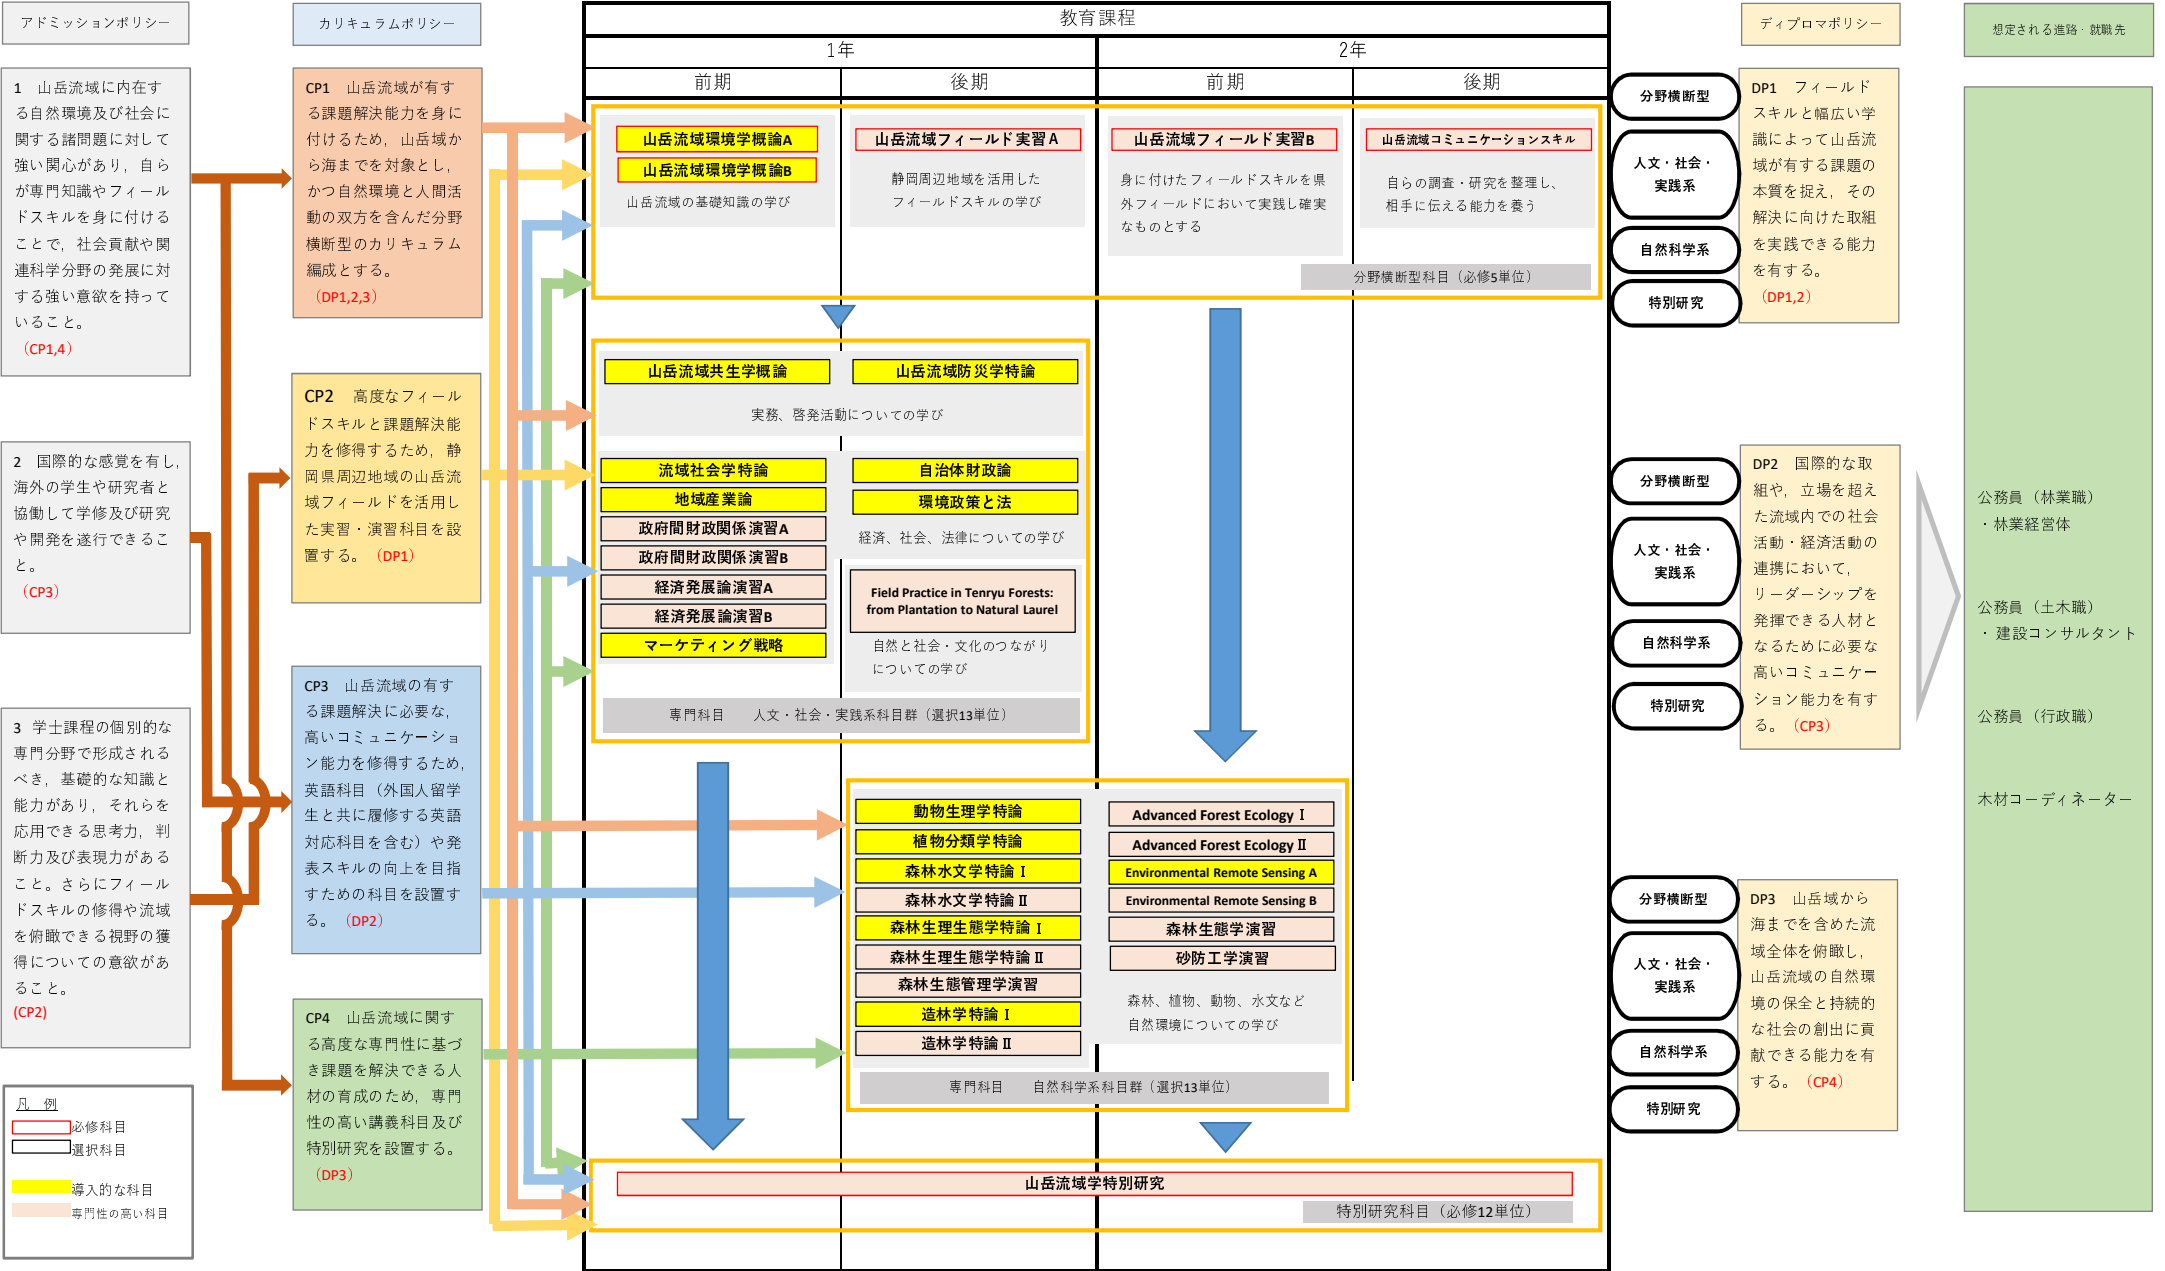 アドミッションポリシー
1　山岳流域に内在す
る自然環境及び社会に
関する諸問題に対して
強い関心があり，自ら
が専門知識やフィール
ドスキルを身に付ける
ことで，社会貢献や関
連科学分野の発展に対
する強い意欲を持って
いること。
（CP1,4）
2　国際的な感覚を有し，
海外の学生や研究者と
協働して学修及び研究
や開発を遂行できるこ
と。
（CP3）
3　学士課程の個別的な
専門分野で形成される
べき，基礎的な知識と
能力があり，それらを
応用できる思考力，判
断力及び表現力がある
こと。さらにフィール
ドスキルの修得や流域
を俯瞰できる視野の獲
得についての意欲があ
ること。
(CP2)
凡　例
必修科目
選択科目
導入的な科目
専門性の高い科目
カリキュラムポリシー
CP1　山岳流域が有す
る課題解決能力を身に
付けるため，山岳域か
ら海までを対象とし，
かつ自然環境と人間活
動の双方を含んだ分野
横断型のカリキュラム
編成とする。
（DP1,2,3）
CP2　高度なフィール
ドスキルと課題解決能
力を修得するため，静
岡県周辺地域の山岳流
域フィールドを活用し
た実習・演習科目を設
置する。（DP1）
CP3　山岳流域の有す
る課題解決に必要な，
高いコミュニケーショ
ン能力を修得するため，
英語科目（外国人留学
生と共に履修する英語
対応科目を含む）や発
表スキルの向上を目指
すための科目を設置す
る。（DP2）
CP4　山岳流域に関す
る高度な専門性に基づ
き課題を解決できる人
材の育成のため，専門
性の高い講義科目及び
特別研究を設置する。
（DP3）
教育課程
1年
2年
前期
後期
前期
後期
山岳流域環境学概論A
山岳流域環境学概論B
山岳流域の基礎知識の学び
山岳流域フィールド実習 A
静岡周辺地域を活用した
フィールドスキルの学び
山岳流域フィールド実習B
身に付けたフィールドスキルを県
外フィールドにおいて実践し確実
なものとする
山岳流域コミュニケーションスキル
自らの調査・研究を整理し、
相手に伝える能力を養う
分野横断型科目（必修5単位）
山岳流域共生学概論
山岳流域防災学特論
実務、啓発活動についての学び
流域社会学特論
地域産業論
政府間財政関係演習A
政府間財政関係演習B
経済発展論演習A
経済発展論演習B
マーケティング戦略
自治体財政論
環境政策と法
経済、社会、法律についての学び
Field Practice in Tenryu Forests:
from Plantation to Natural Laurel
自然と社会・文化のつながり
についての学び
専門科目　人文・社会・実践系科目群（選択13単位）
動物生理学特論
植物分類学特論
森林水文学特論Ⅰ
森林水文学特論Ⅱ
森林生理生態学特論Ⅰ
森林生理生態学特論Ⅱ
森林生態管理学演習
造林学特論Ⅰ
造林学特論Ⅱ
Advanced Forest Ecology Ⅰ
Advanced Forest Ecology Ⅱ
Environmental Remote Sensing A
Environmental Remote Sensing B
森林生態学演習
砂防工学演習
森林、植物、動物、水文など
自然環境についての学び
専門科目　自然科学系科目群（選択13単位）
山岳流域学特別研究
特別研究科目（必修12単位）
分野横断型
人文・社会・
実践系
自然科学系
特別研究
分野横断型
人文・社会・
実践系
自然科学系
特別研究
分野横断型
人文・社会・
実践系
自然科学系
特別研究
ディプロマポリシー
DP1　フィールド
スキルと幅広い学
識によって山岳流
域が有する課題の
本質を捉え，その
解決に向けた取組
を実践できる能力
を有する。
（DP1,2）
DP2　国際的な取
組や，立場を超え
た流域内での社会
活動・経済活動の
連携において，
リーダーシップを
発揮できる人材と
なるために必要な
高いコミュニケー
ション能力を有す
る。（CP3）
DP3　山岳域から
海までを含めた流
域全体を俯瞰し，
山岳流域の自然環
境の保全と持続的
な社会の創出に貢
献できる能力を有
する。（CP4）
想定される進路・就職先
公務員（林業職）
・林業経営体
公務員（土木職）
・建設コンサルタント
公務員（行政職）
木材コーディネーター